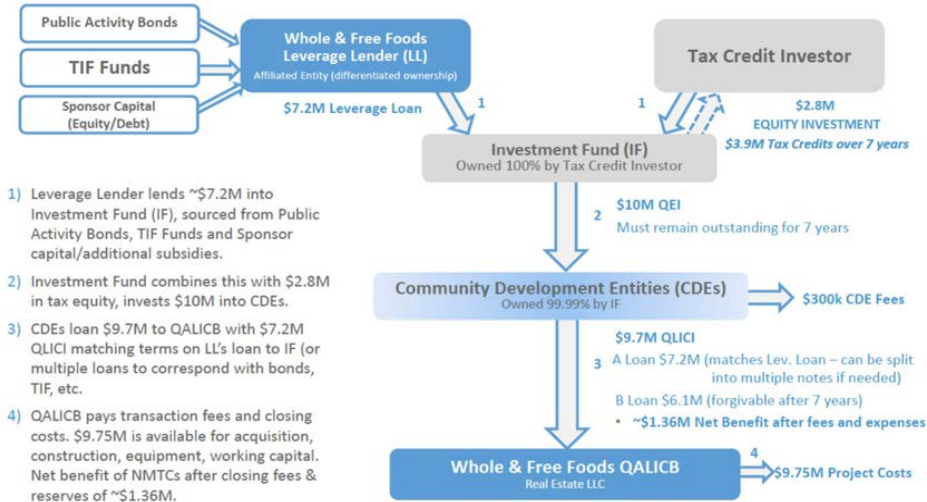 Public Activity Bonds
TIF Funds
Sponsor Capital
(Equity/Debt)
Whole & Free Foods
Leverage Lender (LL)
Affiliated Entity (differentiated ownership)
$7.2M Leverage Loan
1
Tax Credit Investor
1
$2.8M
EQUITY INVESTMENT
$3.9M Tax Credits over 7 years
Investment Fund (IF)
Owned 100% by Tax Credit Investor
2
$10M QEI
Must remain outstanding for 7 years
Community Development Entities (CDEs)
Owned 99.99% by IF
$300k CDE Fees
$9.7M QLICI
3
A Loan $7.2M (matches Lev. Loan – can be split
into multiple notes if needed)
B Loan $6.1M (forgivable after 7 years)
• ~$1.36M Net Benefit after fees and expenses
Whole & Free Foods QALICB
Real Estate LLC
4
$9.75M Project Costs
1) Leverage Lender lends ~$7.2M into
Investment Fund (IF), sourced from Public
Activity Bonds, TIF Funds and Sponsor
capital/additional subsidies.
2) Investment Fund combines this with $2.8M
in tax equity, invests $10M into CDEs.
3) CDEs loan $9.7M to QALICB with $7.2M
QLICI matching terms on LL's loan to IF (or
multiple loans to correspond with bonds,
TIF, etc.
4) QALICB pays transaction fees and closing
costs. $9.75M is available for acquisition,
construction, equipment, working capital.
Net benefit of NMTCs after closing fees &
reserves of ~$1.36M.